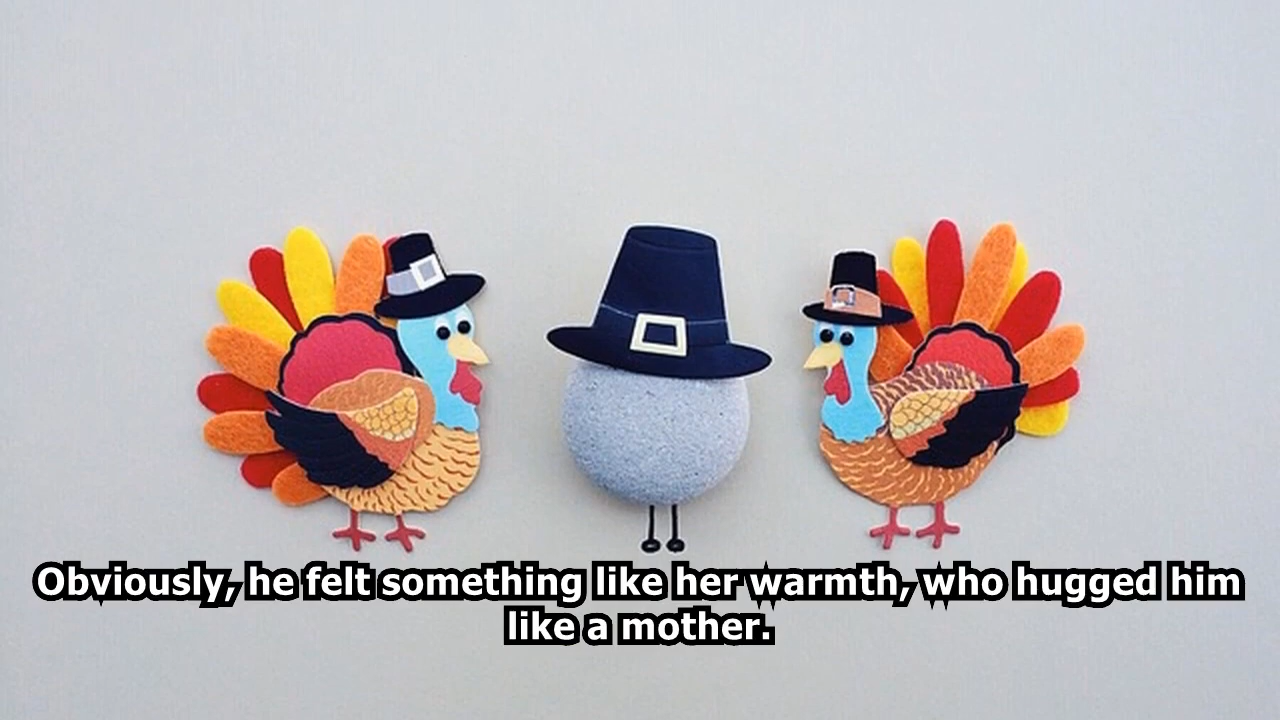 Obviously, he felt something like her warmth, who hugged him
like a mother.